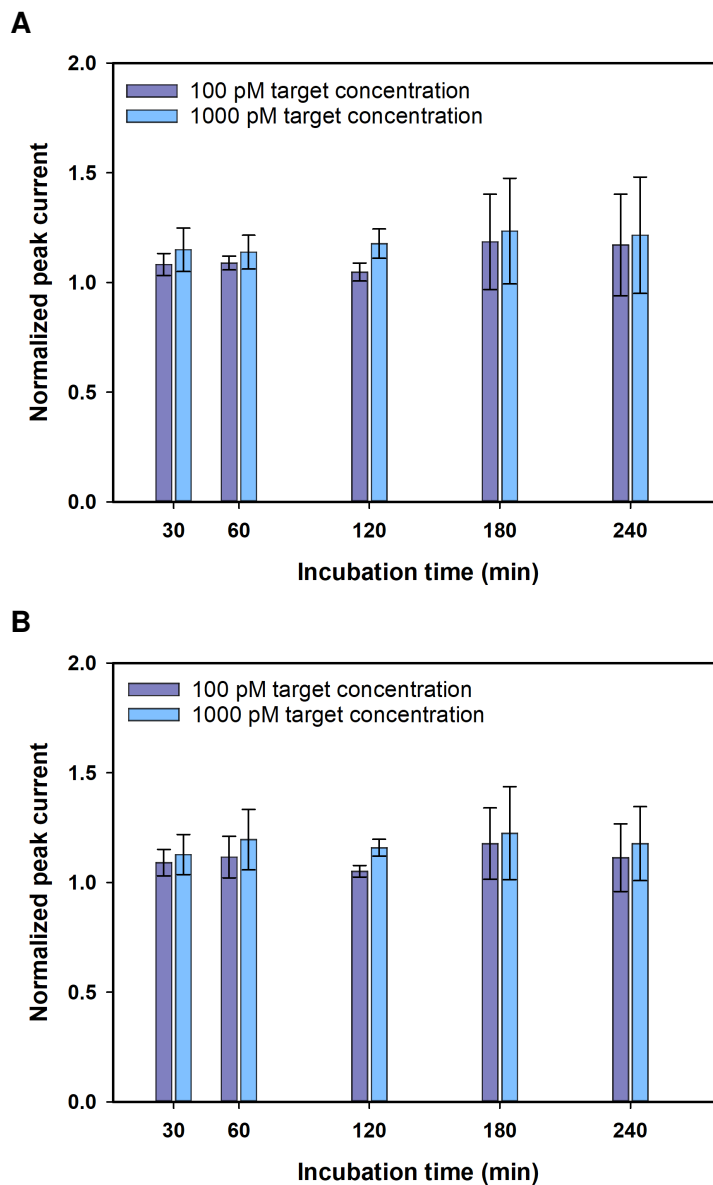 A
2.0
100 pM target concentration
1000 pM target concentration
1.5
1.0
0.5
0.0
Normalized peak current
30 60 120 180 240
Incubation time (min)
B
2.0
100 pM target concentration
1000 pM target concentration
1.5
1.0
0.5
0.0
Normalized peak current
30 60 120 180 240
Incubation time (min)